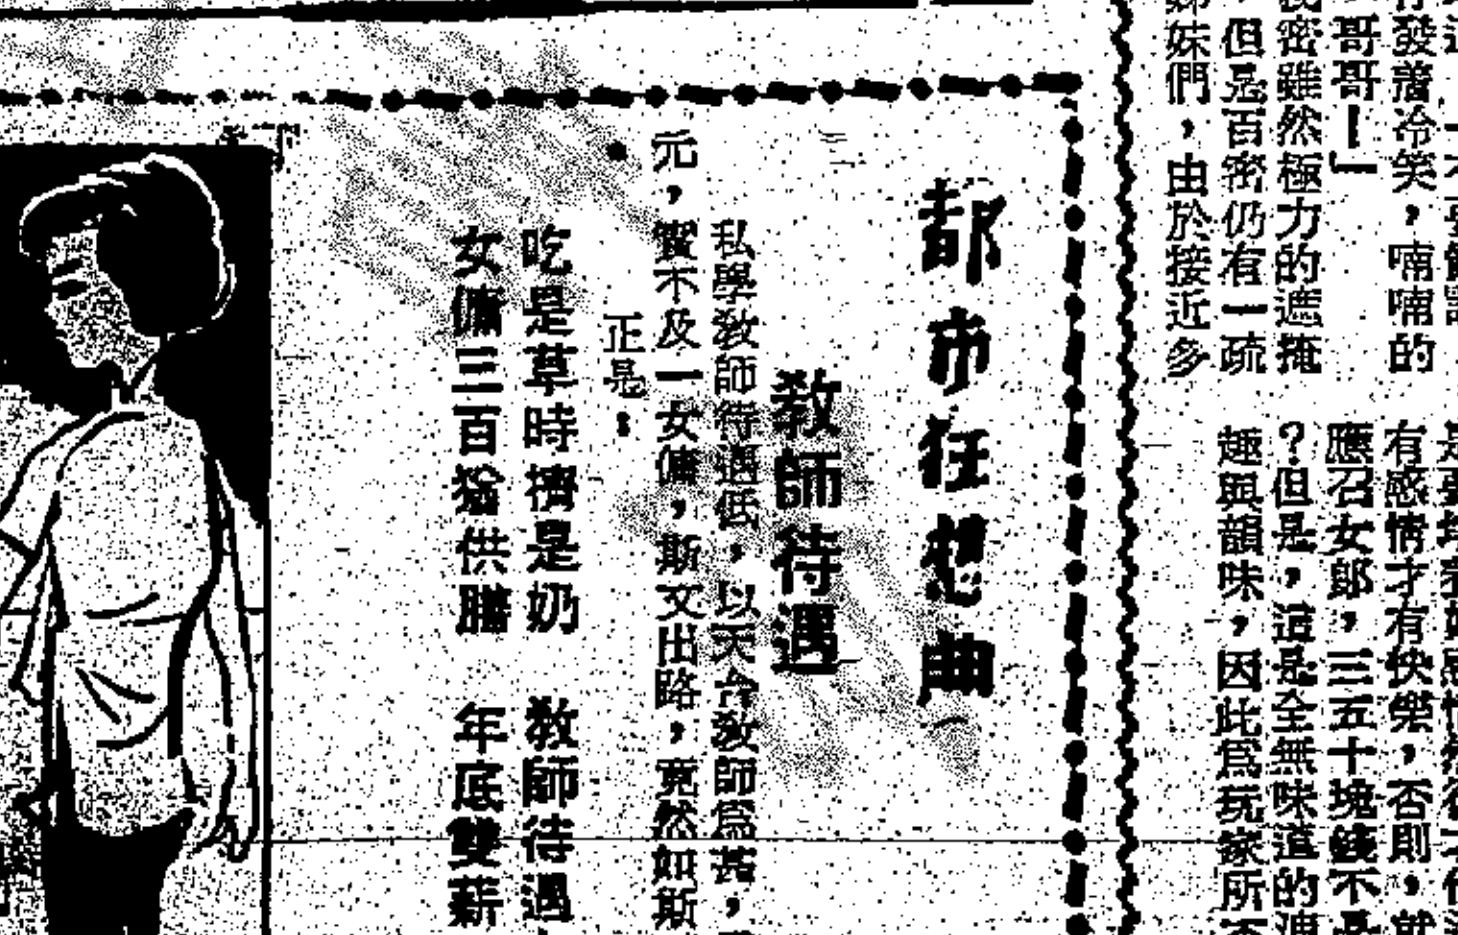 有發着冷笑，喃喃的
哥哥！」
密雖然極力的遮掩
但是百密仍有一疏
姊妹們，由於接近多
有感情才有快樂，否則，就
應召女郎，三五十塊錢不是
？但是，這是全無味道的洩
趣與韻味，因此爲玩家所不
都市狂想曲
教師待遇
私學教師待遇低，以天台教師爲甚，
元，實不及一女傭，斯文出路，竟然如斯
正是：
吃是草時擠是奶　教師待遇
女傭三百猶供膳　年底雙薪